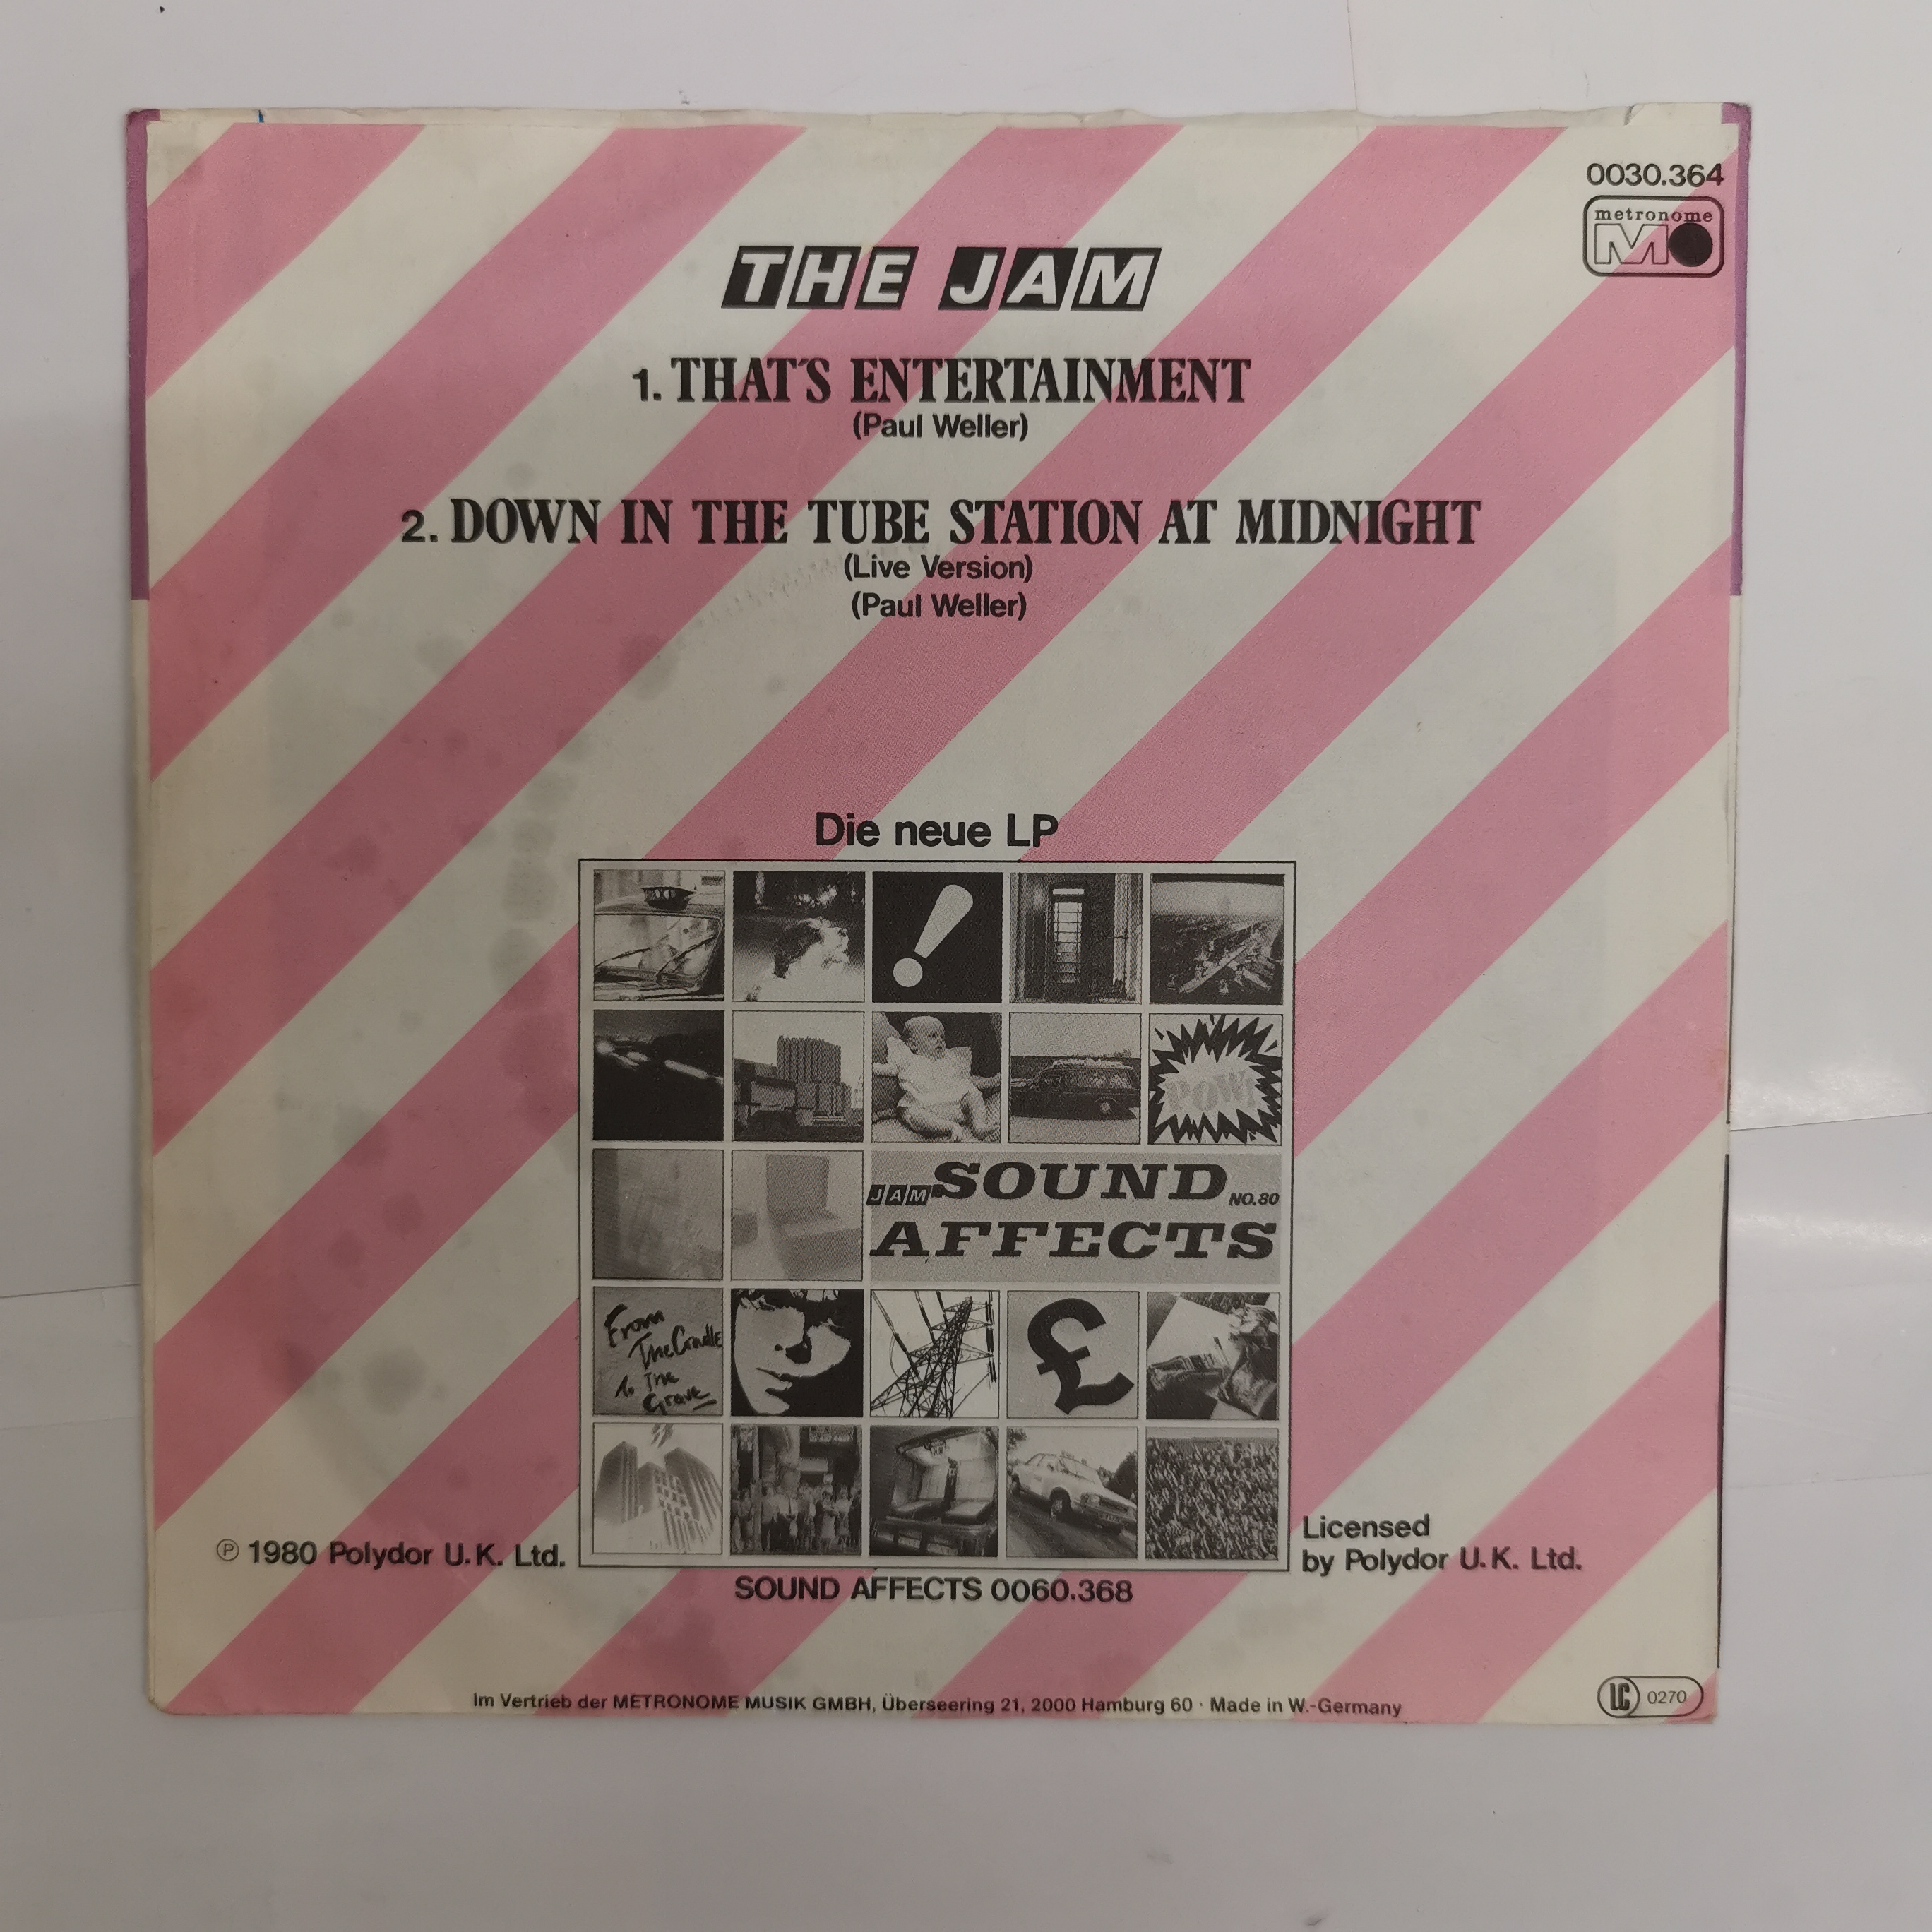 0030.364
metronome
THE JAM
1. THAT'S ENTERTAINMENT
(Paul Weller)
2. DOWN IN THE TUBE STATION AT MIDNIGHT
(Live Version)
(Paul Weller)
Die neue LP
TAXI
POW!
JAM SOUND NO. 80
AFFECTS
From
The Cradle
To The
Grave
£
℗ 1980 Polydor U.K. Ltd.
Licensed
by Polydor U.K. Ltd.
SOUND AFFECTS 0060.368
Im Vertrieb der METRONOME MUSIK GMBH, Überseering 21, 2000 Hamburg 60 · Made in W.-Germany
LC 0270